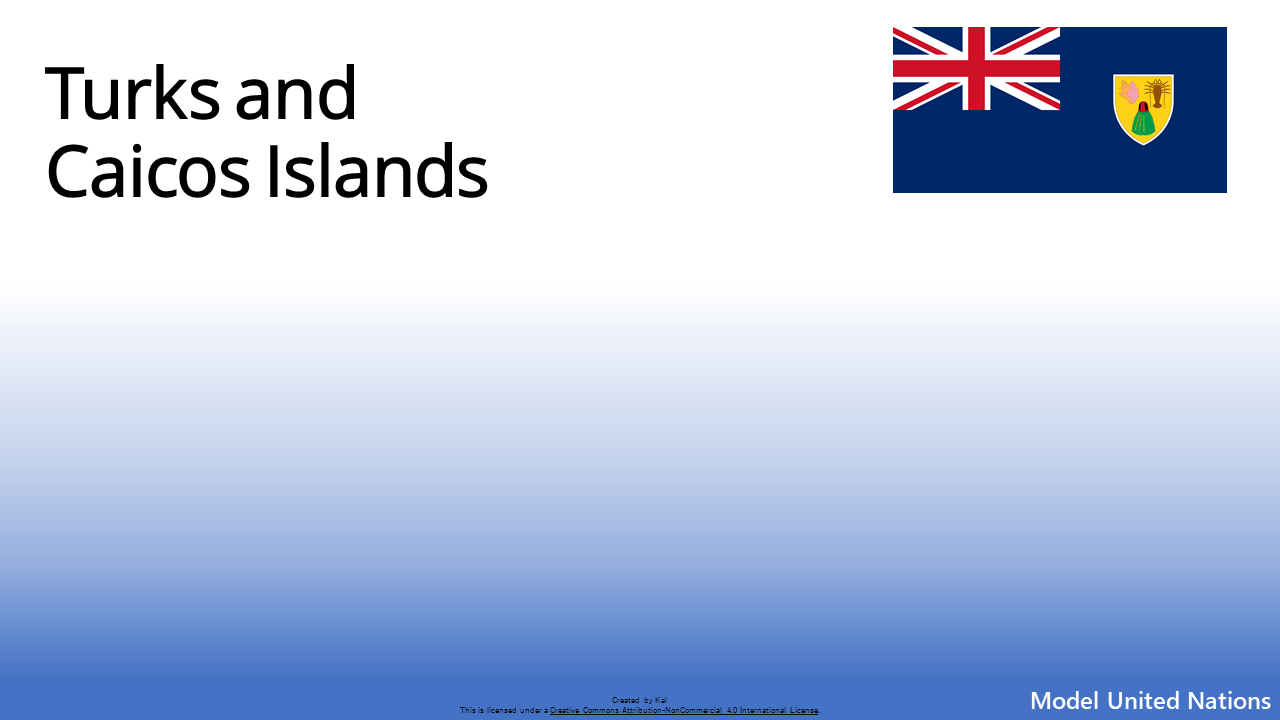 Turks and
Caicos Islands
Created by Kai
This is licensed under a Creative Commons Attribution-NonCommercial 4.0 International License.
Model United Nations